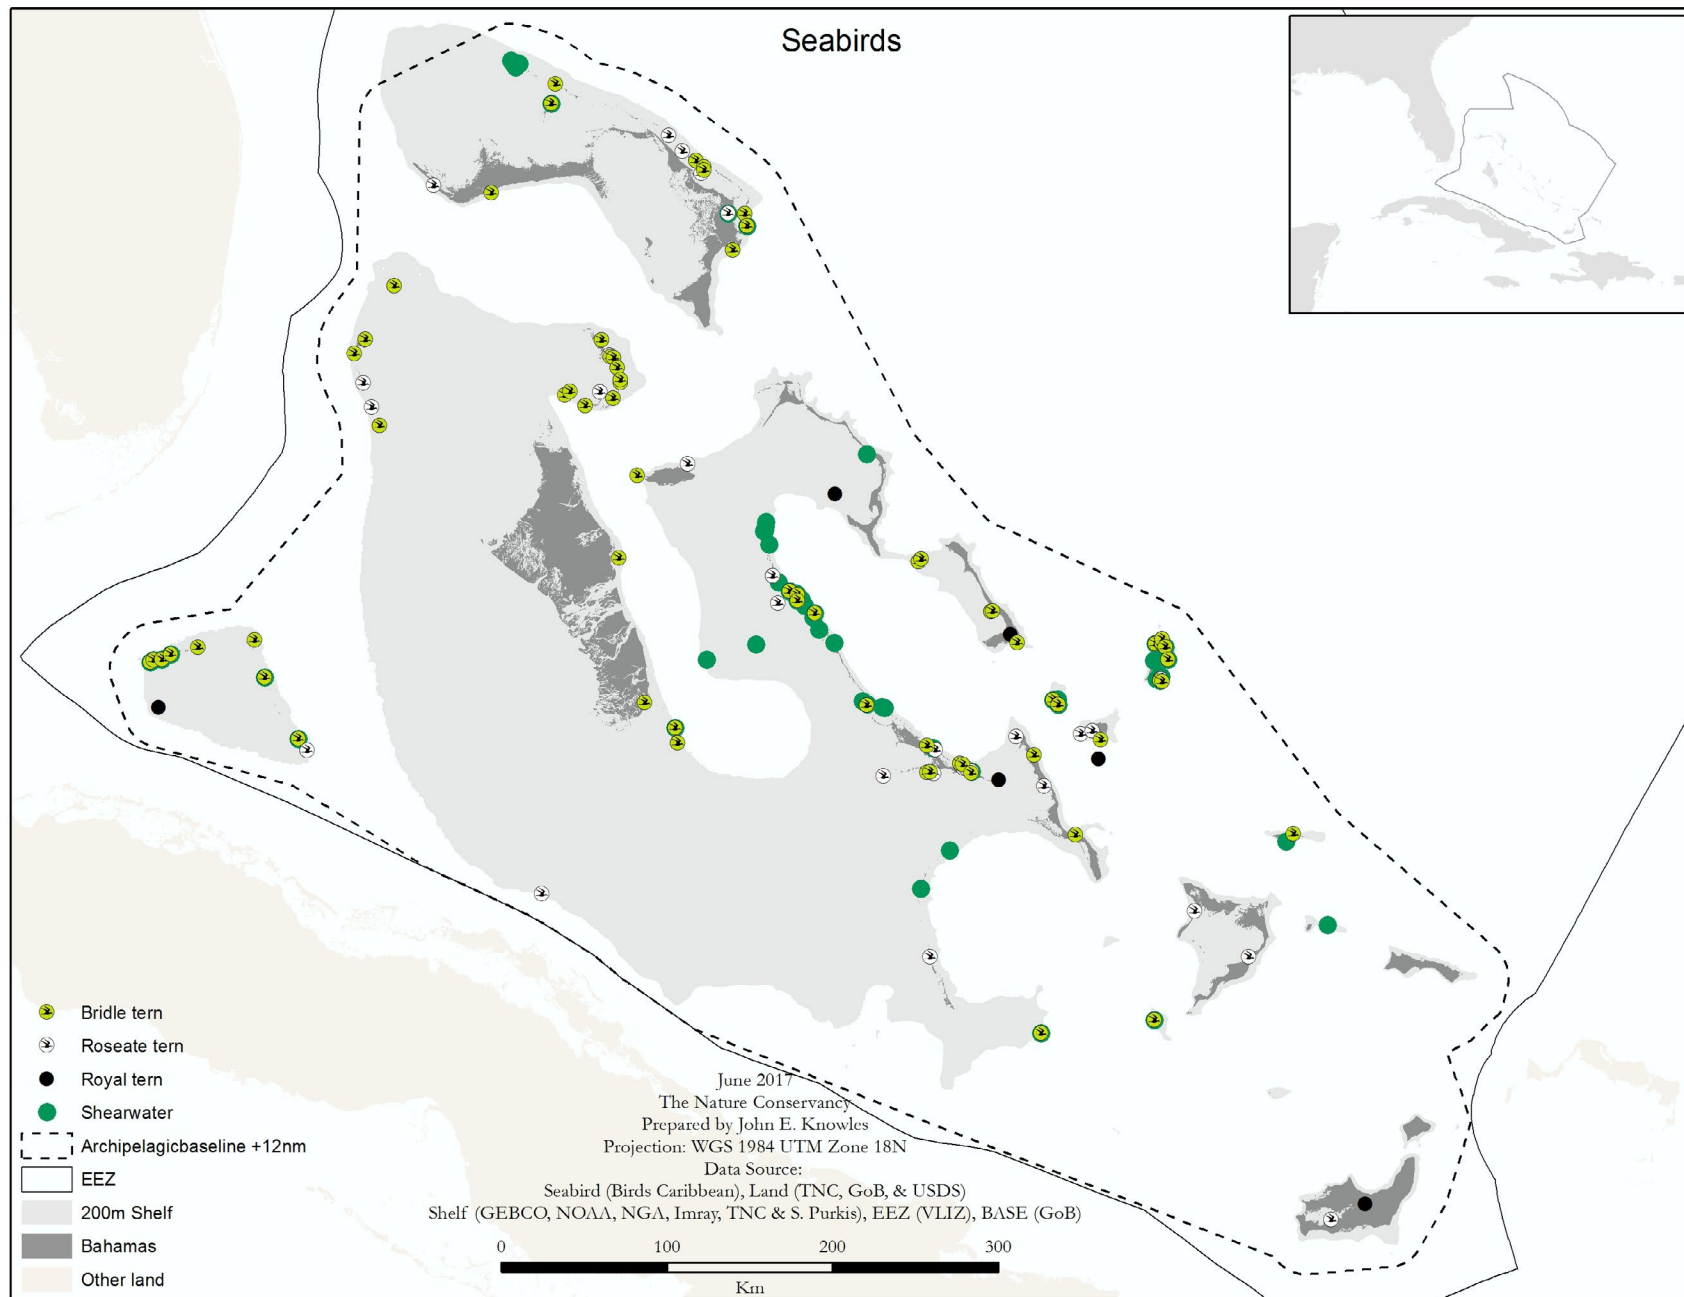 Seabirds
Bridle tern
Roseate tern
Royal tern
Shearwater
Archipelagicbaseline +12nm
EEZ
200m Shelf
Bahamas
Other land
June 2017
The Nature Conservancy
Prepared by John E. Knowles
Projection: WGS 1984 UTM Zone 18N
Data Source:
Seabird (Birds Caribbean), Land (TNC, GoB, & USDS)
Shelf (GEBCO, NOAA, NGA, Imray, TNC & S. Purkis), EEZ (VLIZ), BASE (GoB)
0 100 200 300
Km